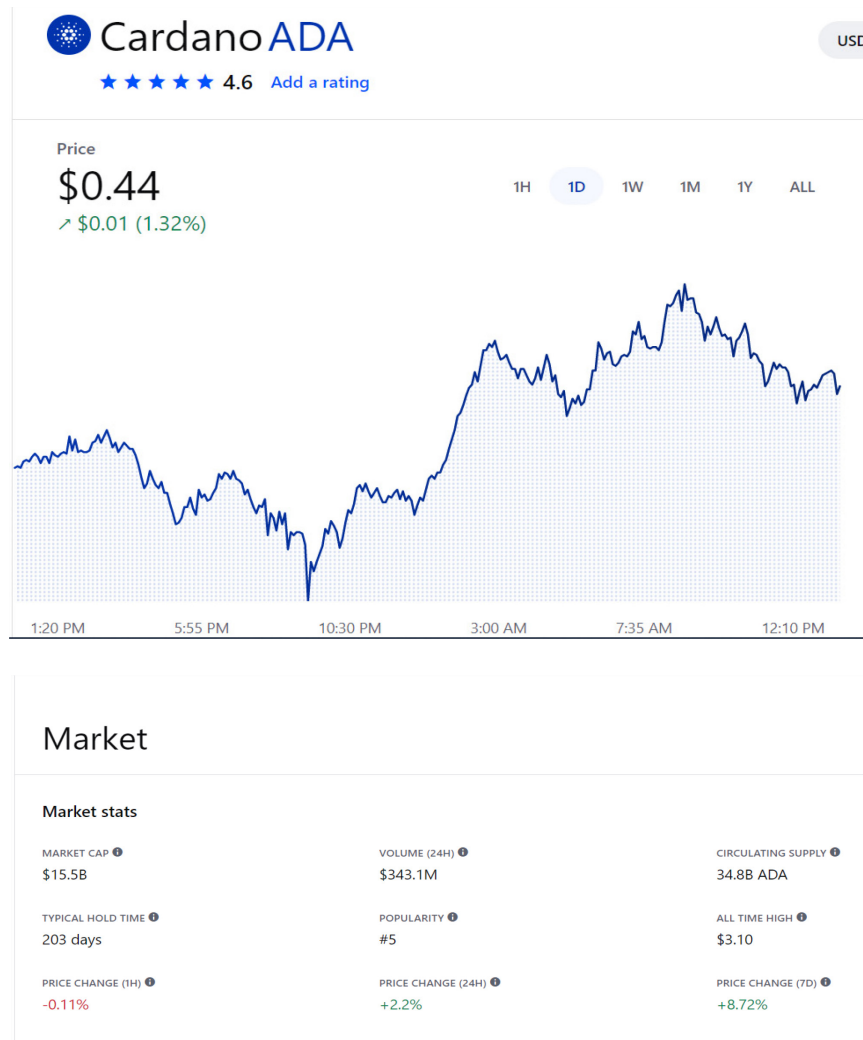 Cardano ADA
4.6 Add a rating
USD
Price
$0.44
↗ $0.01 (1.32%)
1H 1D 1W 1M 1Y ALL
1:20 PM 5:55 PM 10:30 PM 3:00 AM 7:35 AM 12:10 PM
Market
Market stats
MARKET CAP VOLUME (24H) CIRCULATING SUPPLY
$15.5B $343.1M 34.8B ADA
TYPICAL HOLD TIME POPULARITY ALL TIME HIGH
203 days #5 $3.10
PRICE CHANGE (1H) PRICE CHANGE (24H) PRICE CHANGE (7D)
-0.11% +2.2% +8.72%